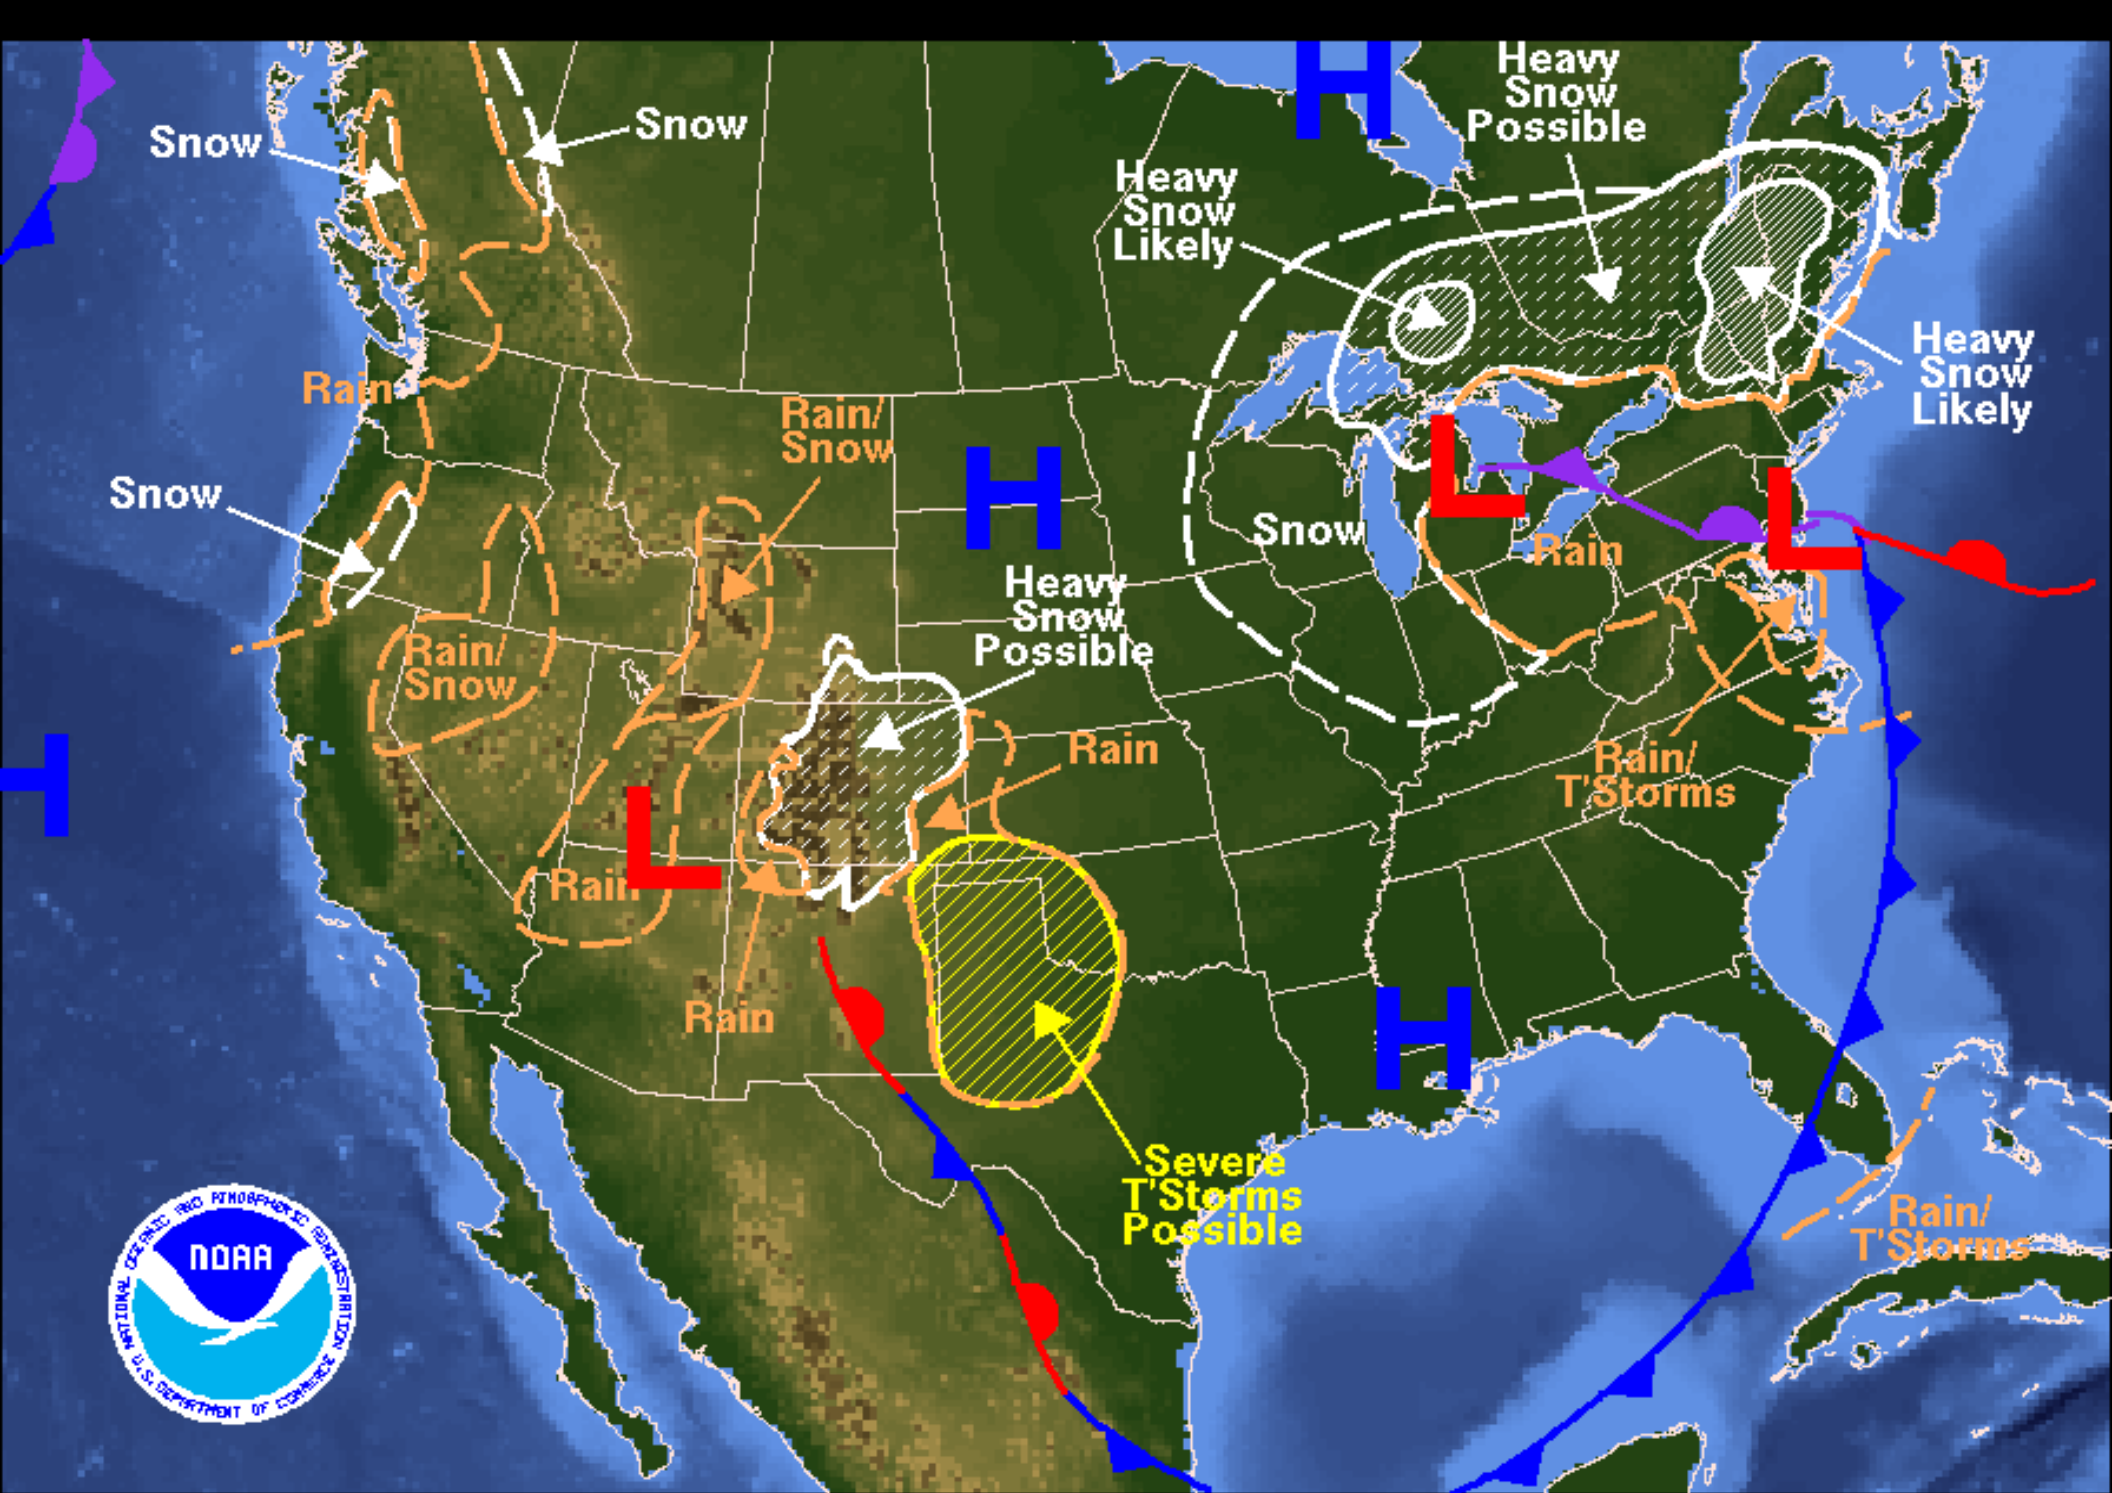 H
Heavy
Snow
Possible
Snow
Snow
Heavy
Snow
Likely
Heavy
Snow
Likely
Rain
Rain/
Snow
H
L
L
Snow
Snow
Rain
Heavy
Snow
Possible
Rain/
Snow
H
Rain
Rain/
T'Storms
L
Rain
Rain
H
Severe
T'Storms
Possible
Rain/
T'Storms
NATIONAL OCEANIC AND ATMOSPHERIC ADMINISTRATION
NOAA
U.S. DEPARTMENT OF COMMERCE